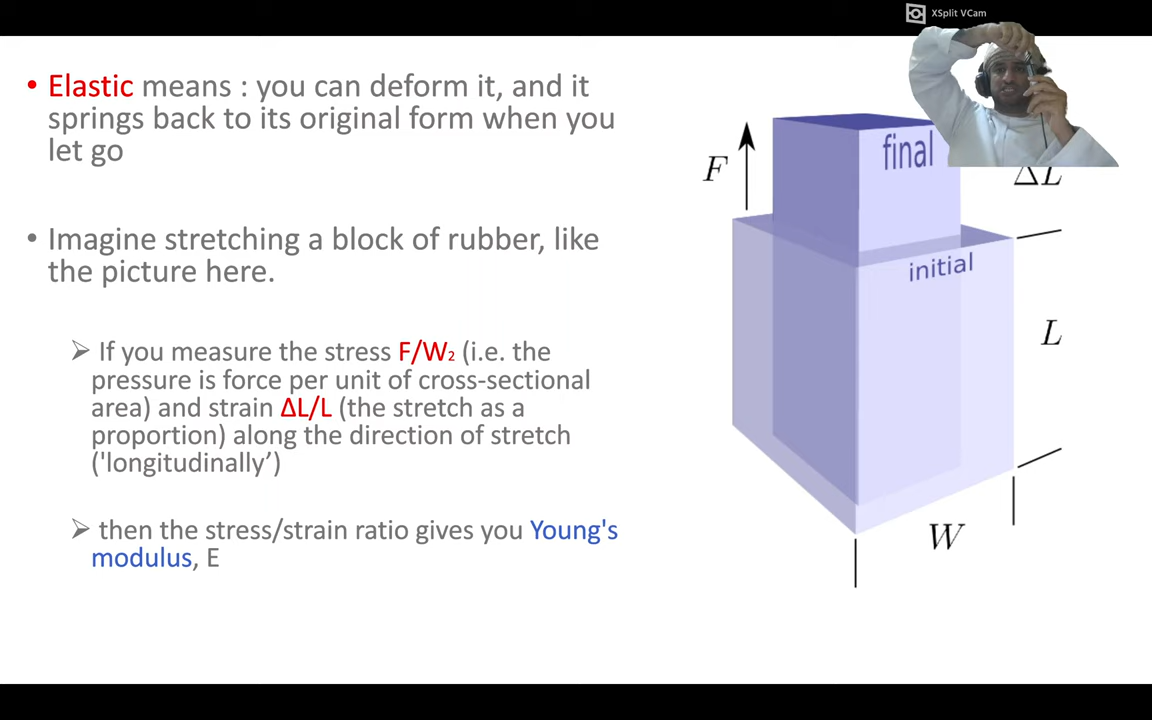 XSplit VCam
• Elastic means : you can deform it, and it
springs back to its original form when you
let go
• Imagine stretching a block of rubber, like
the picture here.
➢ If you measure the stress F/W₂ (i.e. the
pressure is force per unit of cross-sectional
area) and strain ΔL/L (the stretch as a
proportion) along the direction of stretch
('longitudinally’)
➢ then the stress/strain ratio gives you Young's
modulus, E
F
final
ΔL
initial
L
W